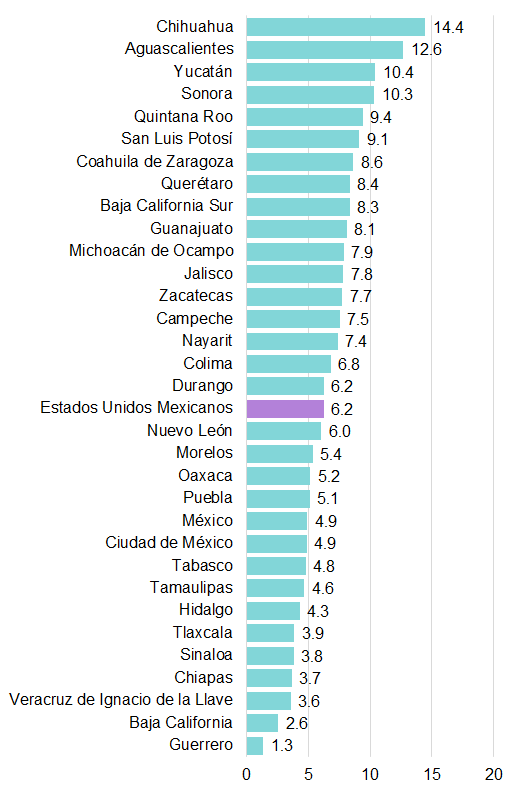 Chihuahua 14.4
Aguascalientes 12.6
Yucatán 10.4
Sonora 10.3
Quintana Roo 9.4
San Luis Potosí 9.1
Coahuila de Zaragoza 8.6
Querétaro 8.4
Baja California Sur 8.3
Guanajuato 8.1
Michoacán de Ocampo 7.9
Jalisco 7.8
Zacatecas 7.7
Campeche 7.5
Nayarit 7.4
Colima 6.8
Durango 6.2
Estados Unidos Mexicanos 6.2
Nuevo León 6.0
Morelos 5.4
Oaxaca 5.2
Puebla 5.1
México 4.9
Ciudad de México 4.9
Tabasco 4.8
Tamaulipas 4.6
Hidalgo 4.3
Tlaxcala 3.9
Sinaloa 3.8
Chiapas 3.7
Veracruz de Ignacio de la Llave 3.6
Baja California 2.6
Guerrero 1.3
0 5 10 15 20